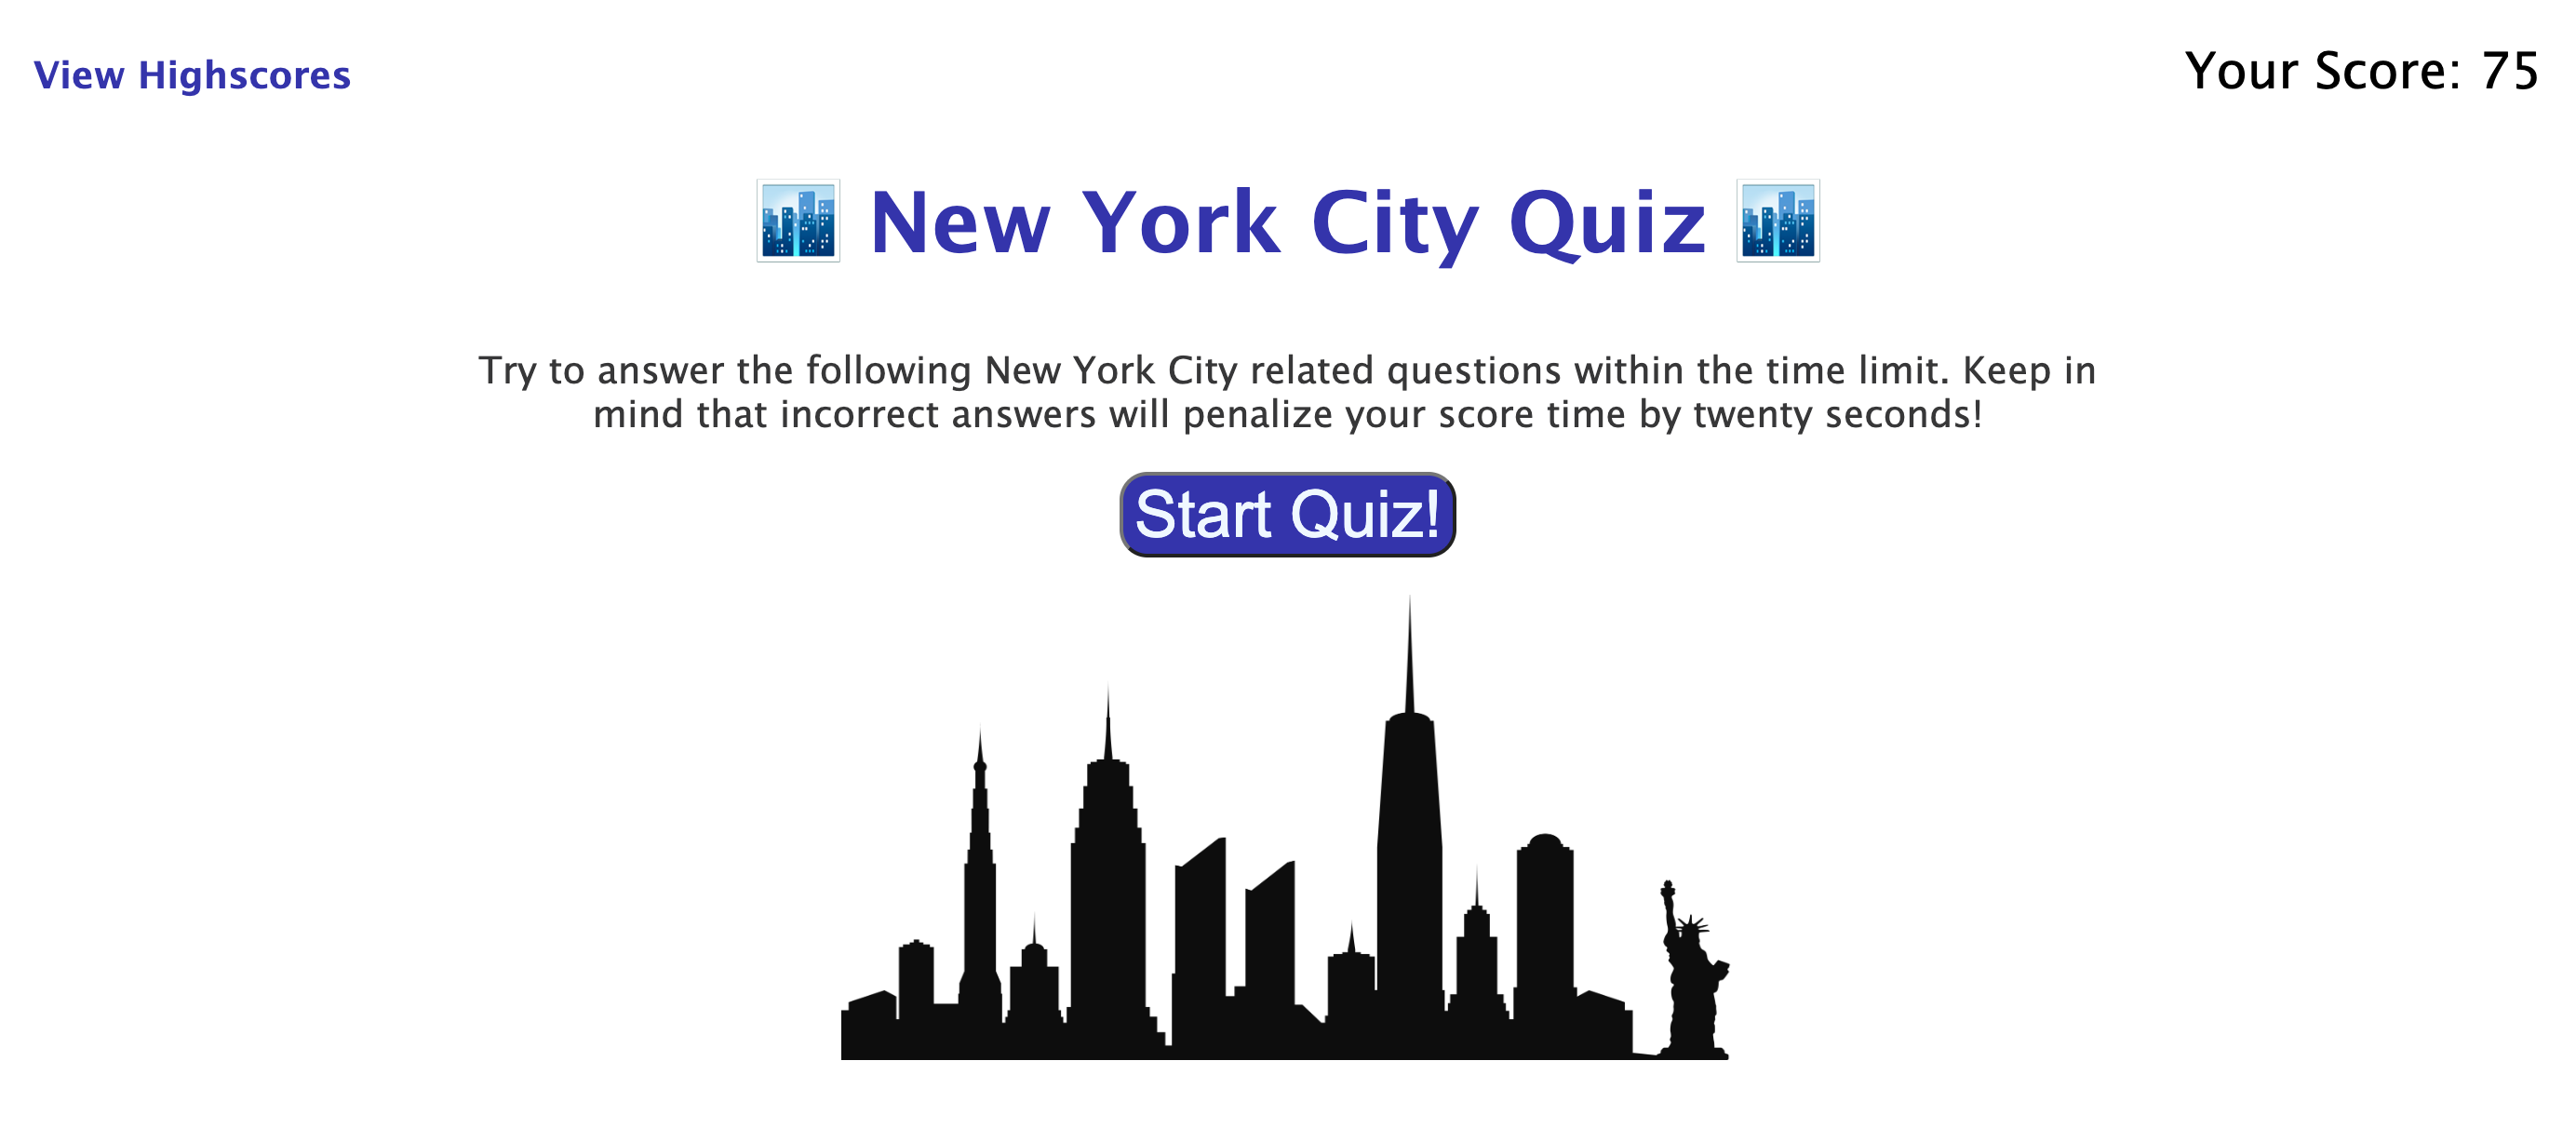 View Highscores
Your Score: 75
New York City Quiz
Try to answer the following New York City related questions within the time limit. Keep in
mind that incorrect answers will penalize your score time by twenty seconds!
Start Quiz!